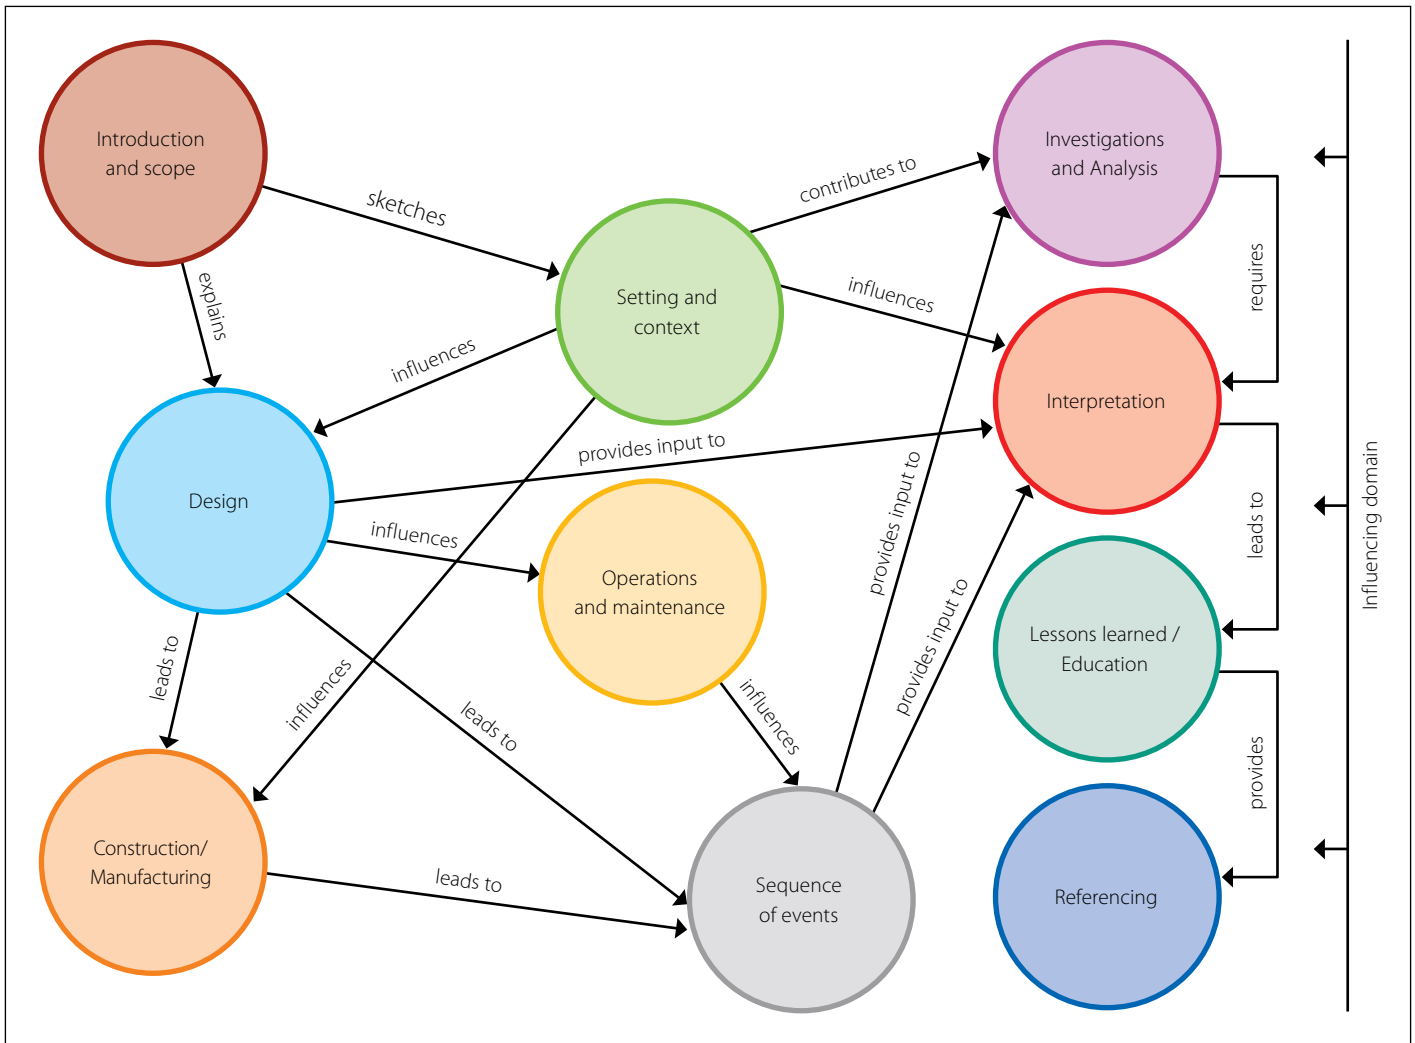 Introduction
and scope
sketches
explains
Setting and
context
contributes to
influences
influences
influences
Investigations
and Analysis
requires
Interpretation
leads to
Design
provides input to
influences
leads to
leads to
Operations
and maintenance
influences
provides input to
provides input to
Lessons learned /
Education
provides
Construction/
Manufacturing
leads to
Sequence
of events
Referencing
Influencing domain